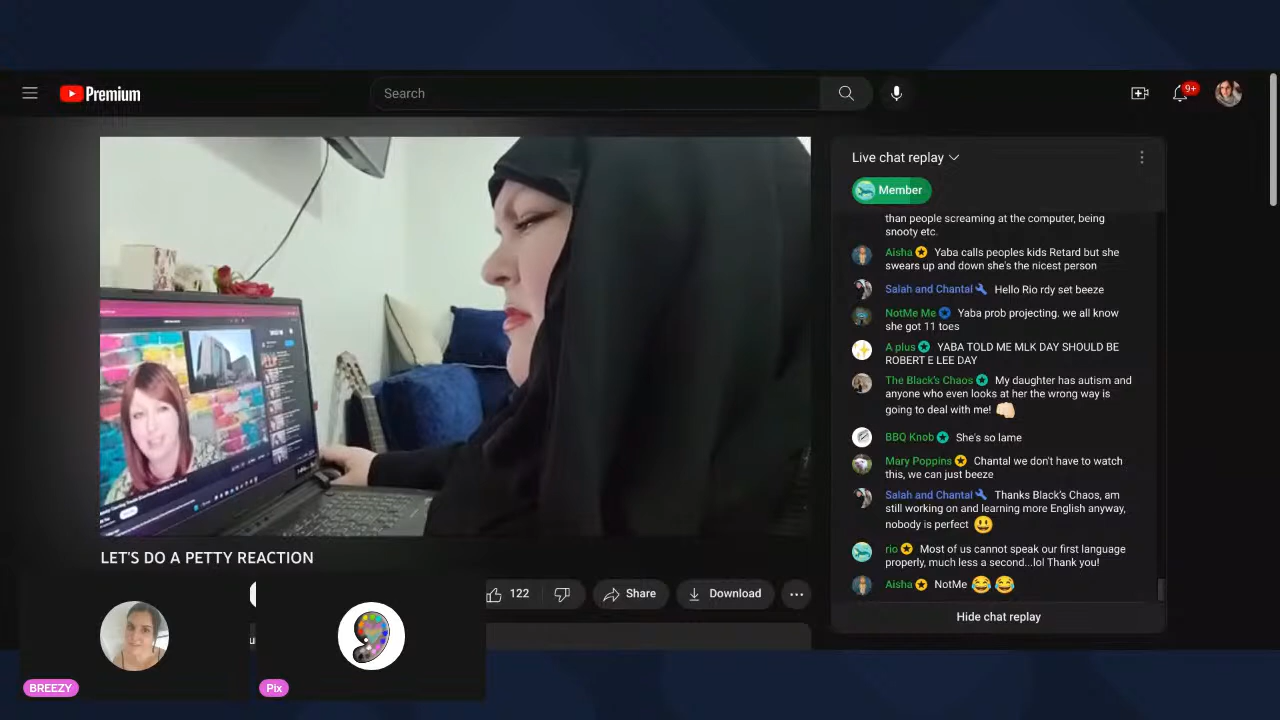 Premium
Search
9+
Live chat replay
Member
than people screaming at the computer, being
snooty etc.
Aisha Yaba calls peoples kids Retard but she
swears up and down she's the nicest person
Salah and Chantal Hello Rio rdy set beeze
NotMe Me Yaba prob projecting. we all know
she got 11 toes
A plus YABA TOLD ME MLK DAY SHOULD BE
ROBERT E LEE DAY
The Black's Chaos My daughter has autism and
anyone who even looks at her the wrong way is
going to deal with me!
BBQ Knob She's so lame
Mary Poppins Chantal we don't have to watch
this, we can just beeze
Salah and Chantal Thanks Black's Chaos, am
still working on and learning more English anyway,
nobody is perfect
rio Most of us cannot speak our first language
properly, much less a second...lol Thank you!
Aisha NotMe
Hide chat replay
LET'S DO A PETTY REACTION
122
Share
Download
BREEZY
Pix